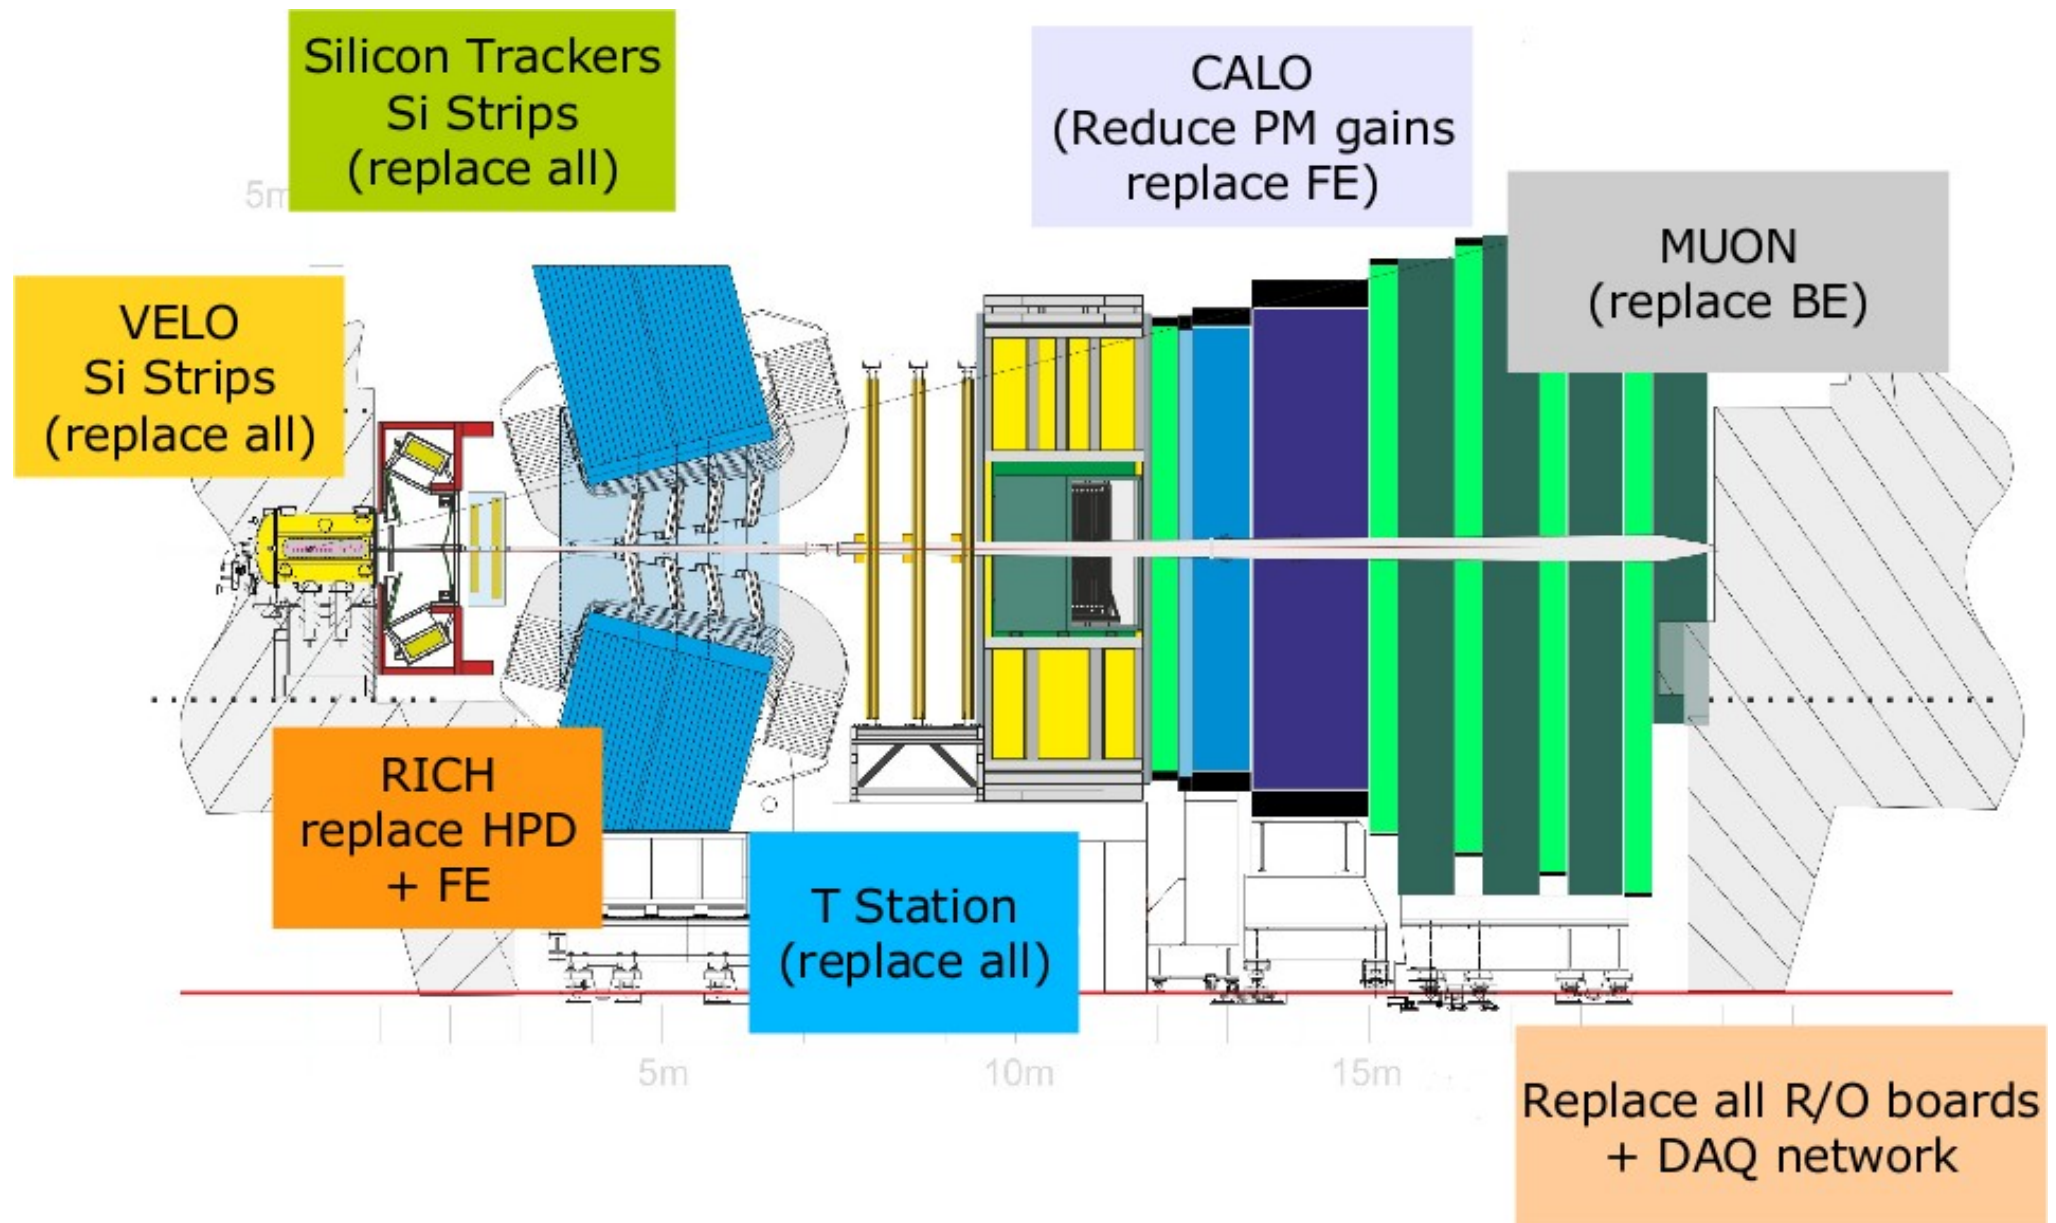 Silicon Trackers
Si Strips
(replace all)
CALO
(Reduce PM gains
replace FE)
5m
MUON
(replace BE)
VELO
Si Strips
(replace all)
RICH
replace HPD
+ FE
T Station
(replace all)
5m
10m
15m
Replace all R/O boards
+ DAQ network